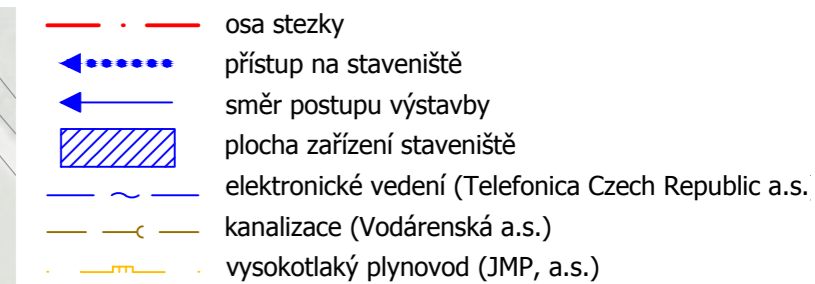 osa stezky
přístup na staveniště
směr postupu výstavby
plocha zařízení staveniště
elektronické vedení (Telefonica Czech Republic a.s.)
kanalizace (Vodárenská a.s.)
vysokotlaký plynovod (JMP, a.s.)